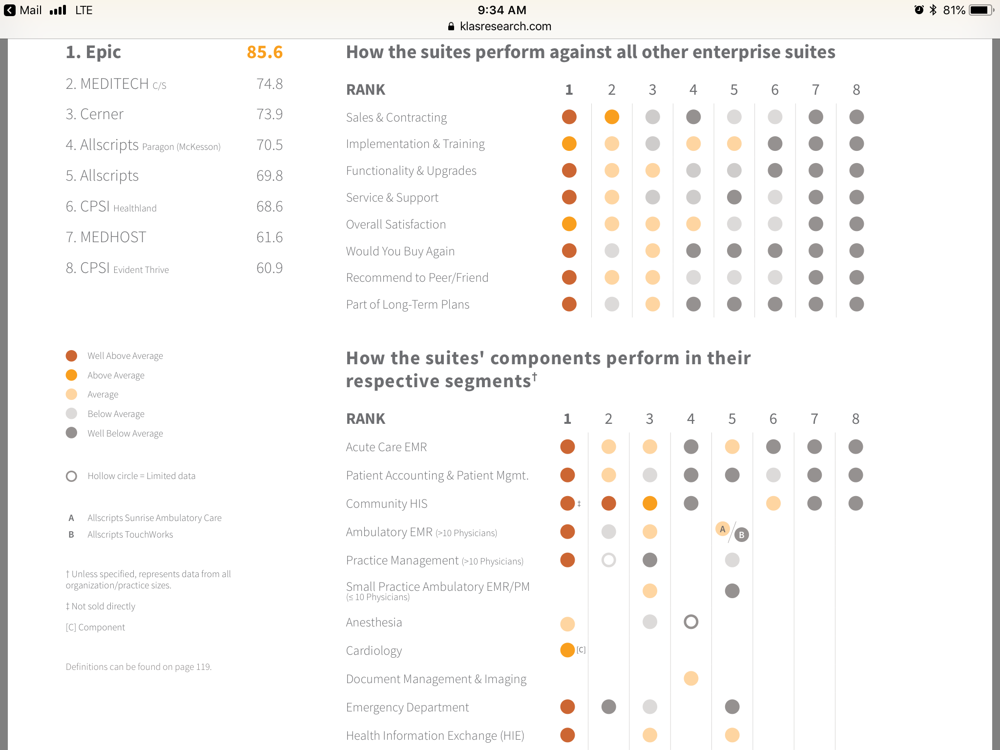 Mail LTE 9:34 AM 81%
klasresearch.com
1. Epic 85.6
2. MEDITECH C/S 74.8
3. Cerner 73.9
4. Allscripts Paragon (McKesson) 70.5
5. Allscripts 69.8
6. CPSI Healthland 68.6
7. MEDHOST 61.6
8. CPSI Evident Thrive 60.9
Well Above Average
Above Average
Average
Below Average
Well Below Average
Hollow circle = Limited data
A Allscripts Sunrise Ambulatory Care
B Allscripts TouchWorks
† Unless specified, represents data from all
organization/practice sizes.
‡ Not sold directly
[C] Component
Definitions can be found on page 119.
How the suites perform against all other enterprise suites
RANK 1 2 3 4 5 6 7 8
Sales & Contracting
Implementation & Training
Functionality & Upgrades
Service & Support
Overall Satisfaction
Would You Buy Again
Recommend to Peer/Friend
Part of Long-Term Plans
How the suites' components perform in their
respective segments†
RANK 1 2 3 4 5 6 7 8
Acute Care EMR
Patient Accounting & Patient Mgmt.
Community HIS ‡
Ambulatory EMR (>10 Physicians) A / B
Practice Management (>10 Physicians)
Small Practice Ambulatory EMR/PM
(≤ 10 Physicians)
Anesthesia
Cardiology [C]
Document Management & Imaging
Emergency Department
Health Information Exchange (HIE)